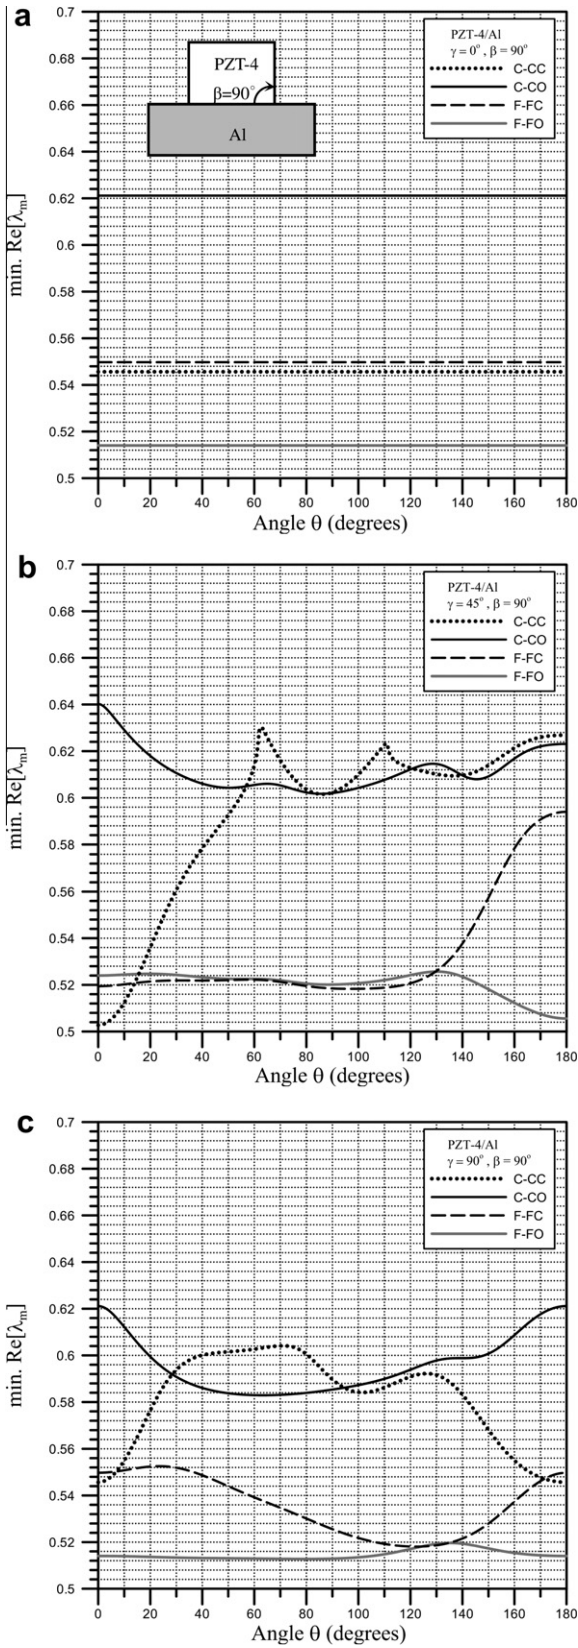 a
0.7
0.68
0.66
0.64
0.62
0.6
0.58
0.56
0.54
0.52
0.5
min. Re[λm]
PZT-4
β=90°
Al
PZT-4/Al
γ = 0°, β = 90°
C-CC
C-CO
F-FC
F-FO
0 20 40 60 80 100 120 140 160 180
Angle θ (degrees)
b
0.7
0.68
0.66
0.64
0.62
0.6
0.58
0.56
0.54
0.52
0.5
min. Re[λm]
PZT-4/Al
γ = 45°, β = 90°
C-CC
C-CO
F-FC
F-FO
0 20 40 60 80 100 120 140 160 180
Angle θ (degrees)
c
0.7
0.68
0.66
0.64
0.62
0.6
0.58
0.56
0.54
0.52
0.5
min. Re[λm]
PZT-4/Al
γ = 90°, β = 90°
C-CC
C-CO
F-FC
F-FO
0 20 40 60 80 100 120 140 160 180
Angle θ (degrees)